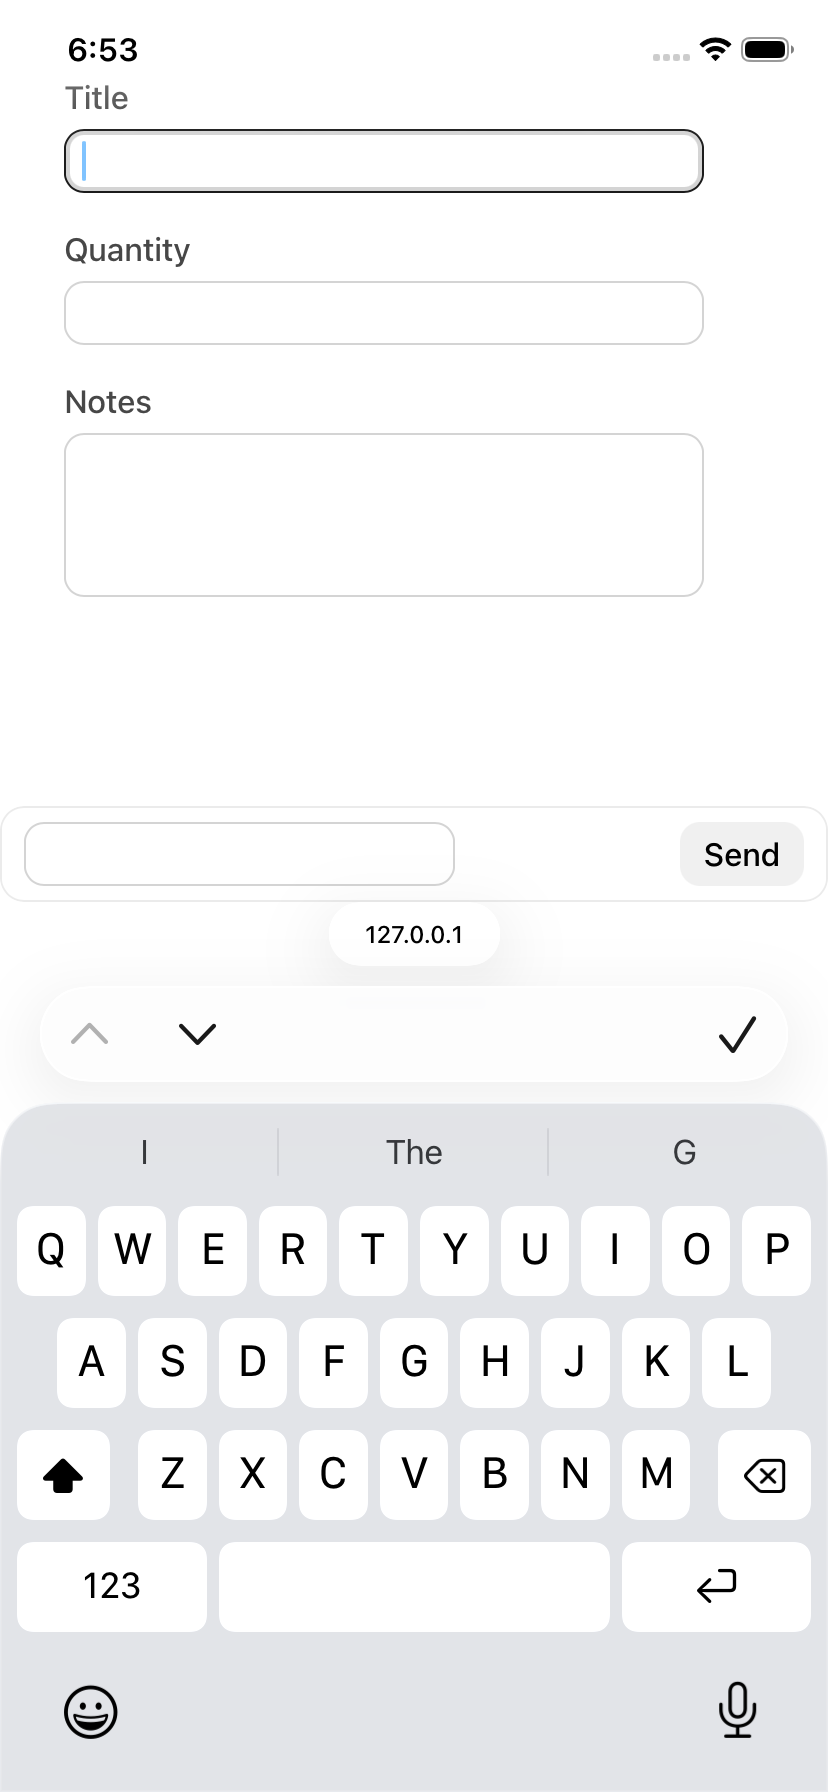 6:53
Title
Quantity
Notes
Send
127.0.0.1
I The G
Q W E R T Y U I O P
A S D F G H J K L
Z X C V B N M
123